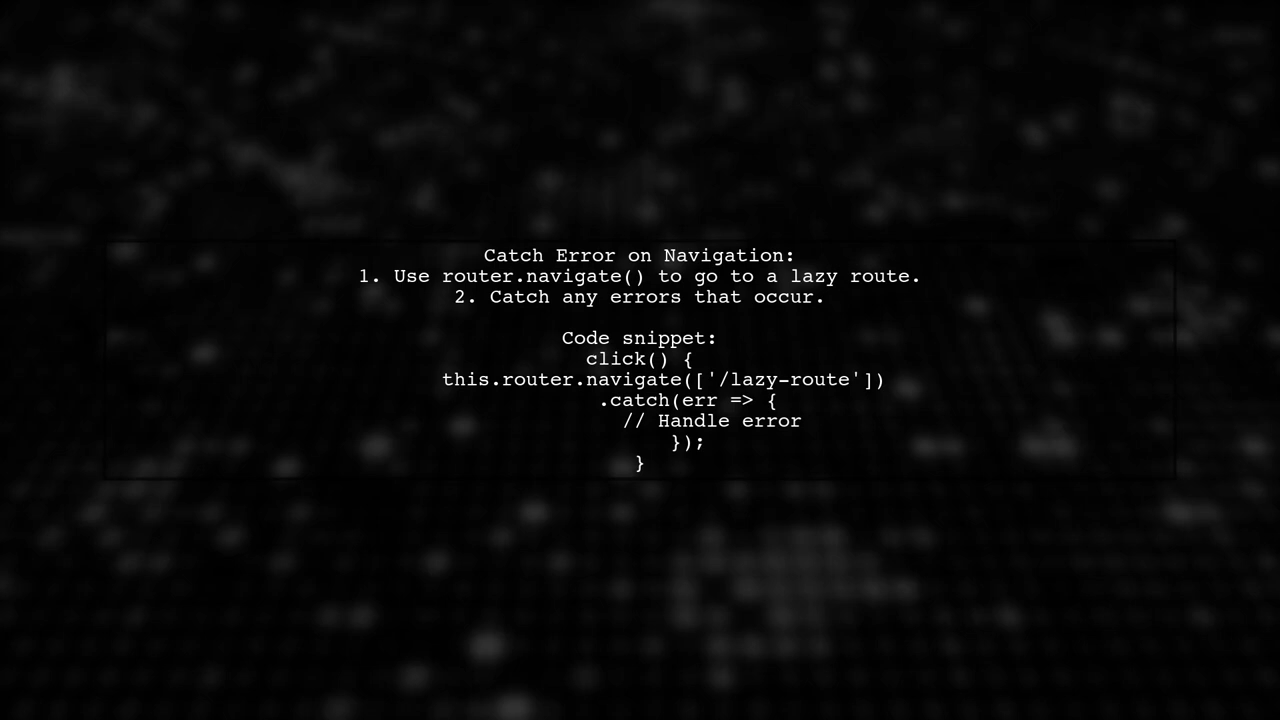 Catch Error on Navigation:
1. Use router.navigate() to go to a lazy route.
2. Catch any errors that occur.
Code snippet:
click() {
this.router.navigate(['/lazy-route'])
.catch(err => {
// Handle error
});
}